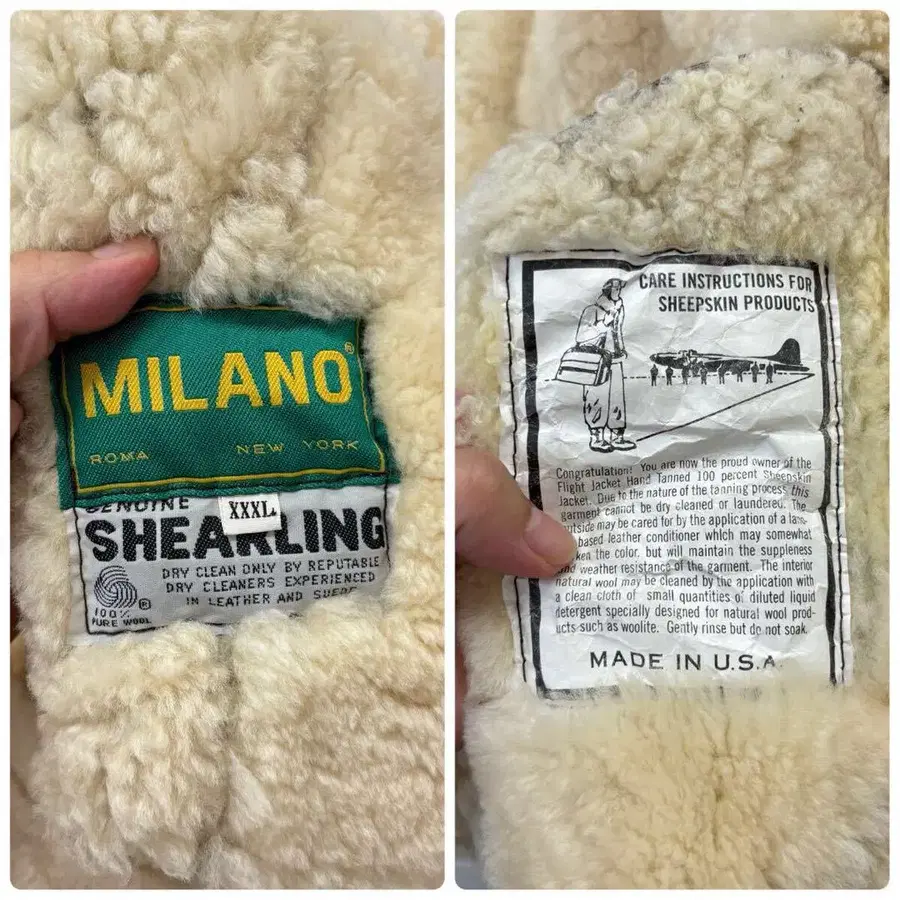 MILANO®
ROMA NEW YORK
GENUINE
XXXL
SHEARLING
DRY CLEAN ONLY BY REPUTABLE
DRY CLEANERS EXPERIENCED
IN LEATHER AND SUEDE
®
100%
PURE WOOL
CARE INSTRUCTIONS FOR
SHEEPSKIN PRODUCTS
Congratulation! You are now the proud owner of the
Flight Jacket Hand Tanned 100 percent Sheepskin
Jacket. Due to the nature of the tanning process this
garment cannot be dry cleaned or laundered. The
outside may be cared for by the application of a
based leather conditioner which may somewhat
ken the color, but will maintain the suppleness
and weather resistance of the garment. The interior
natural wool may be cleaned by the application with
a clean cloth of small quantities of diluted liquid
detergent specially designed for natural wool prod-
ucts such as woolite. Gently rinse but do not soak.
MADE IN U.S.A.